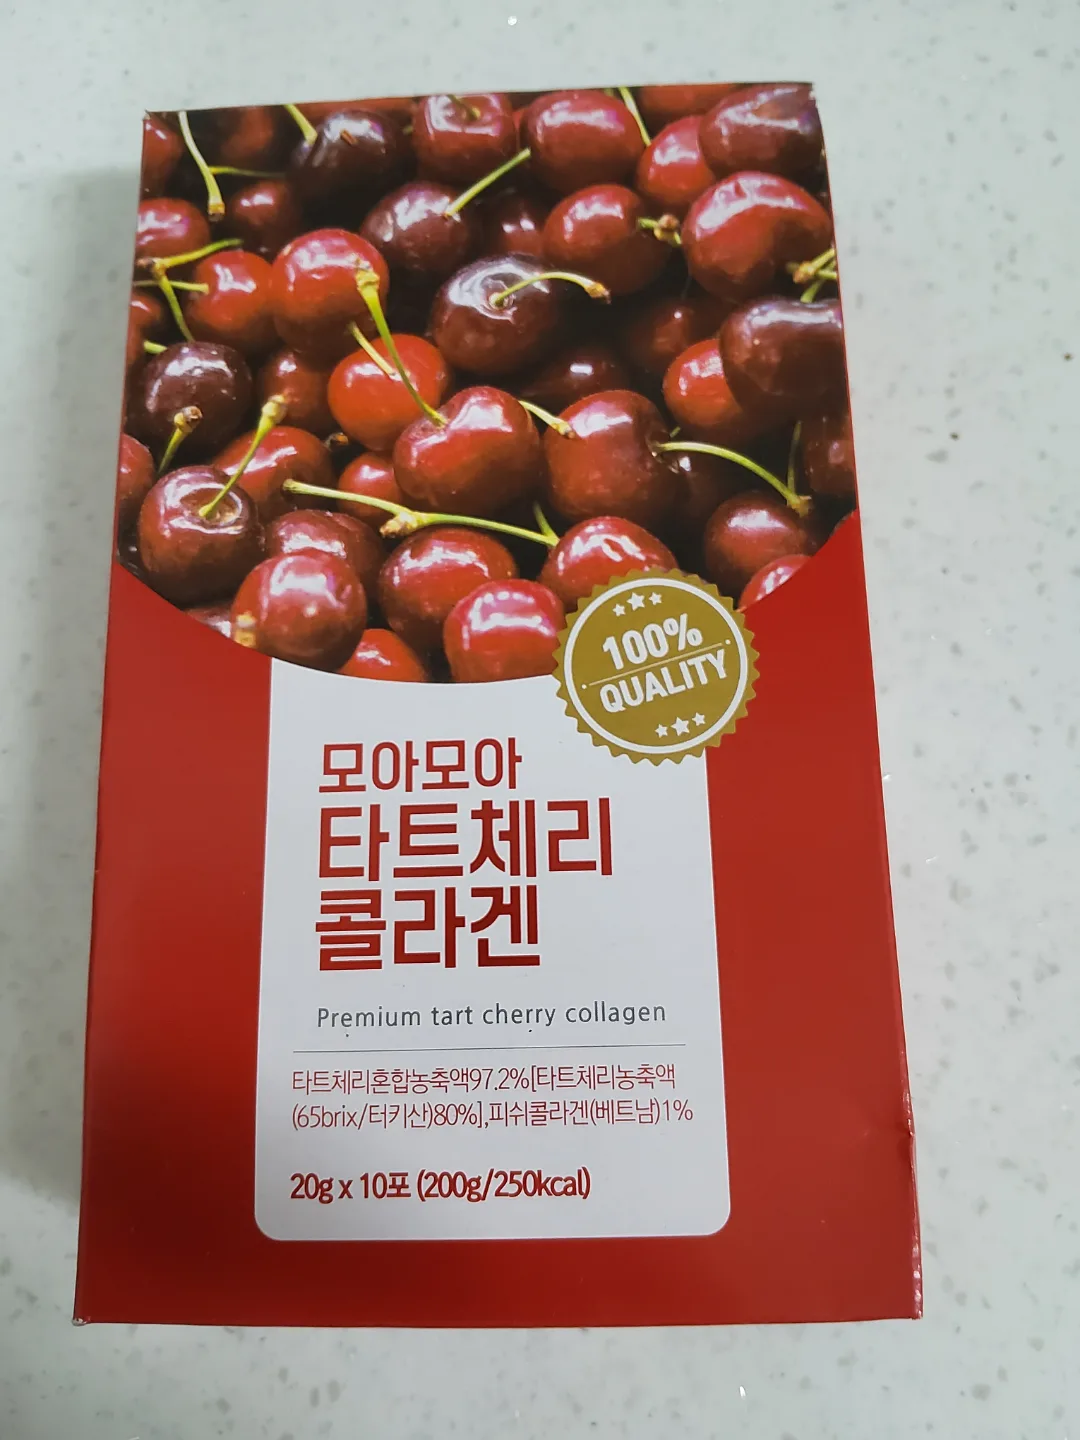 100%
QUALITY
모아모아
타트체리
콜라겐
Premium tart cherry collagen
타트체리혼합농축액97.2%[타트체리농축액
(65brix/터키산)80%],피쉬콜라겐(베트남)1%
20g x 10포 (200g/250kcal)